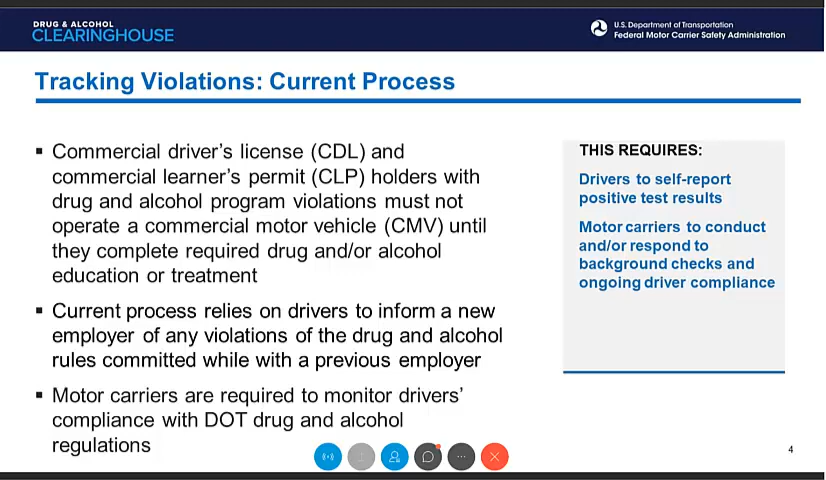 DRUG & ALCOHOL
CLEARINGHOUSE
U.S. Department of Transportation
Federal Motor Carrier Safety Administration
Tracking Violations: Current Process
▪ Commercial driver's license (CDL) and
commercial learner's permit (CLP) holders with
drug and alcohol program violations must not
operate a commercial motor vehicle (CMV) until
they complete required drug and/or alcohol
education or treatment
▪ Current process relies on drivers to inform a new
employer of any violations of the drug and alcohol
rules committed while with a previous employer
▪ Motor carriers are required to monitor drivers'
compliance with DOT drug and alcohol
regulations
THIS REQUIRES:
Drivers to self-report
positive test results
Motor carriers to conduct
and/or respond to
background checks and
ongoing driver compliance
4